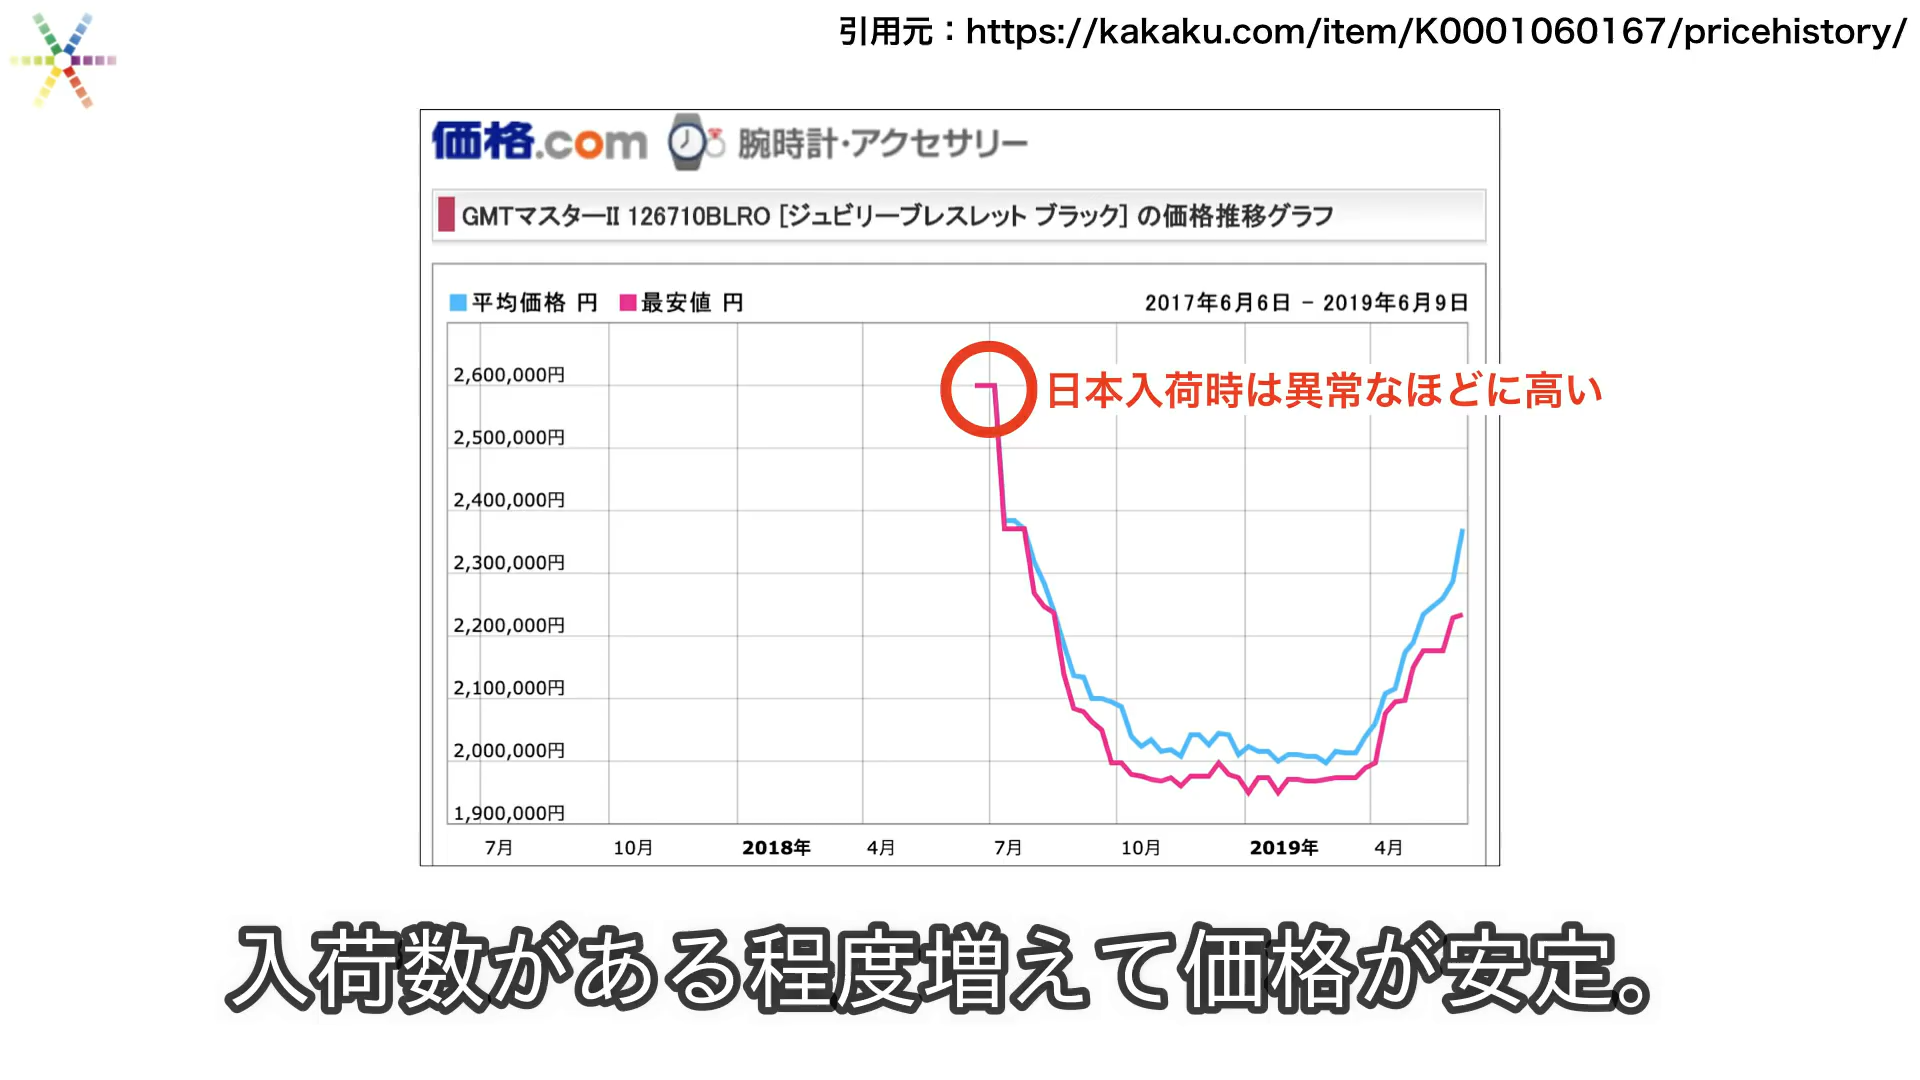 引用元：https://kakaku.com/item/K0001060167/pricehistory/
価格.com 腕時計・アクセサリー
GMTマスターII 126710BLRO [ジュビリーブレスレット ブラック] の価格推移グラフ
平均価格 円 最安値 円 2017年6月6日 − 2019年6月9日
2,600,000円
日本入荷時は異常なほどに高い
2,500,000円
2,400,000円
2,300,000円
2,200,000円
2,100,000円
2,000,000円
1,900,000円
7月 10月 2018年 4月 7月 10月 2019年 4月
入荷数がある程度増えて価格が安定。